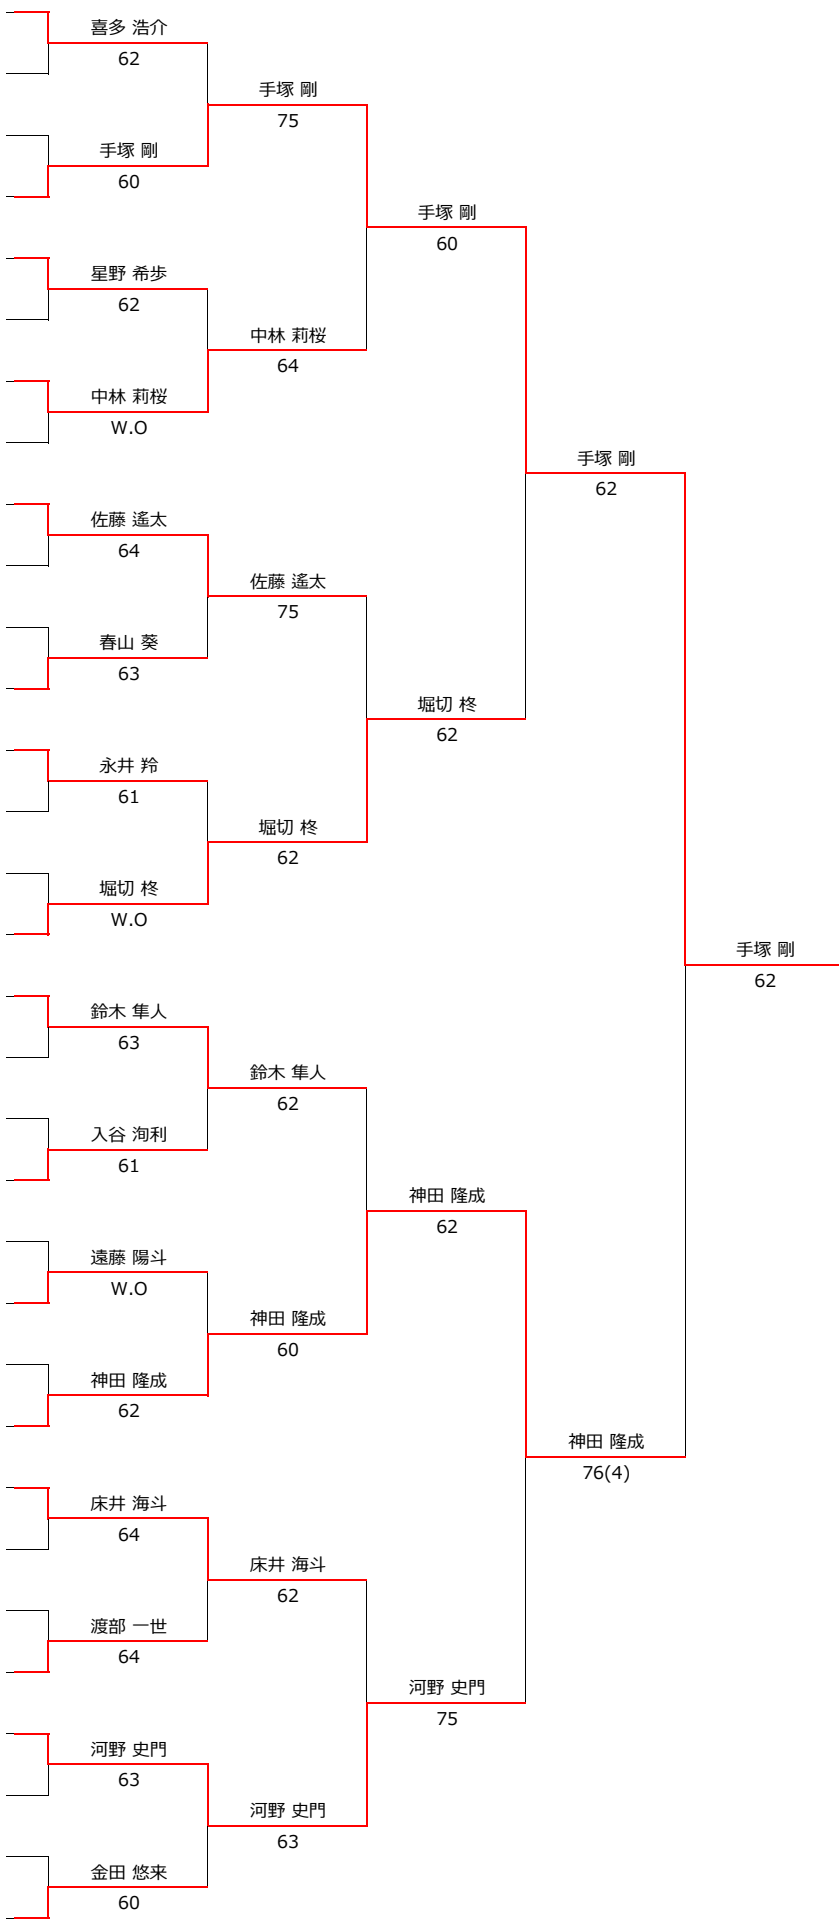 喜多 浩介
62
手塚 剛
75
手塚 剛
60
手塚 剛
60
星野 希歩
62
中林 莉桜
64
中林 莉桜
W.O
手塚 剛
62
佐藤 遙太
64
佐藤 遙太
75
春山 葵
63
堀切 柊
62
永井 羚
61
堀切 柊
62
堀切 柊
W.O
手塚 剛
62
鈴木 隼人
63
鈴木 隼人
62
入谷 洵利
61
神田 隆成
62
遠藤 陽斗
W.O
神田 隆成
60
神田 隆成
62
神田 隆成
76(4)
床井 海斗
64
床井 海斗
62
渡部 一世
64
河野 史門
75
河野 史門
63
河野 史門
63
金田 悠来
60